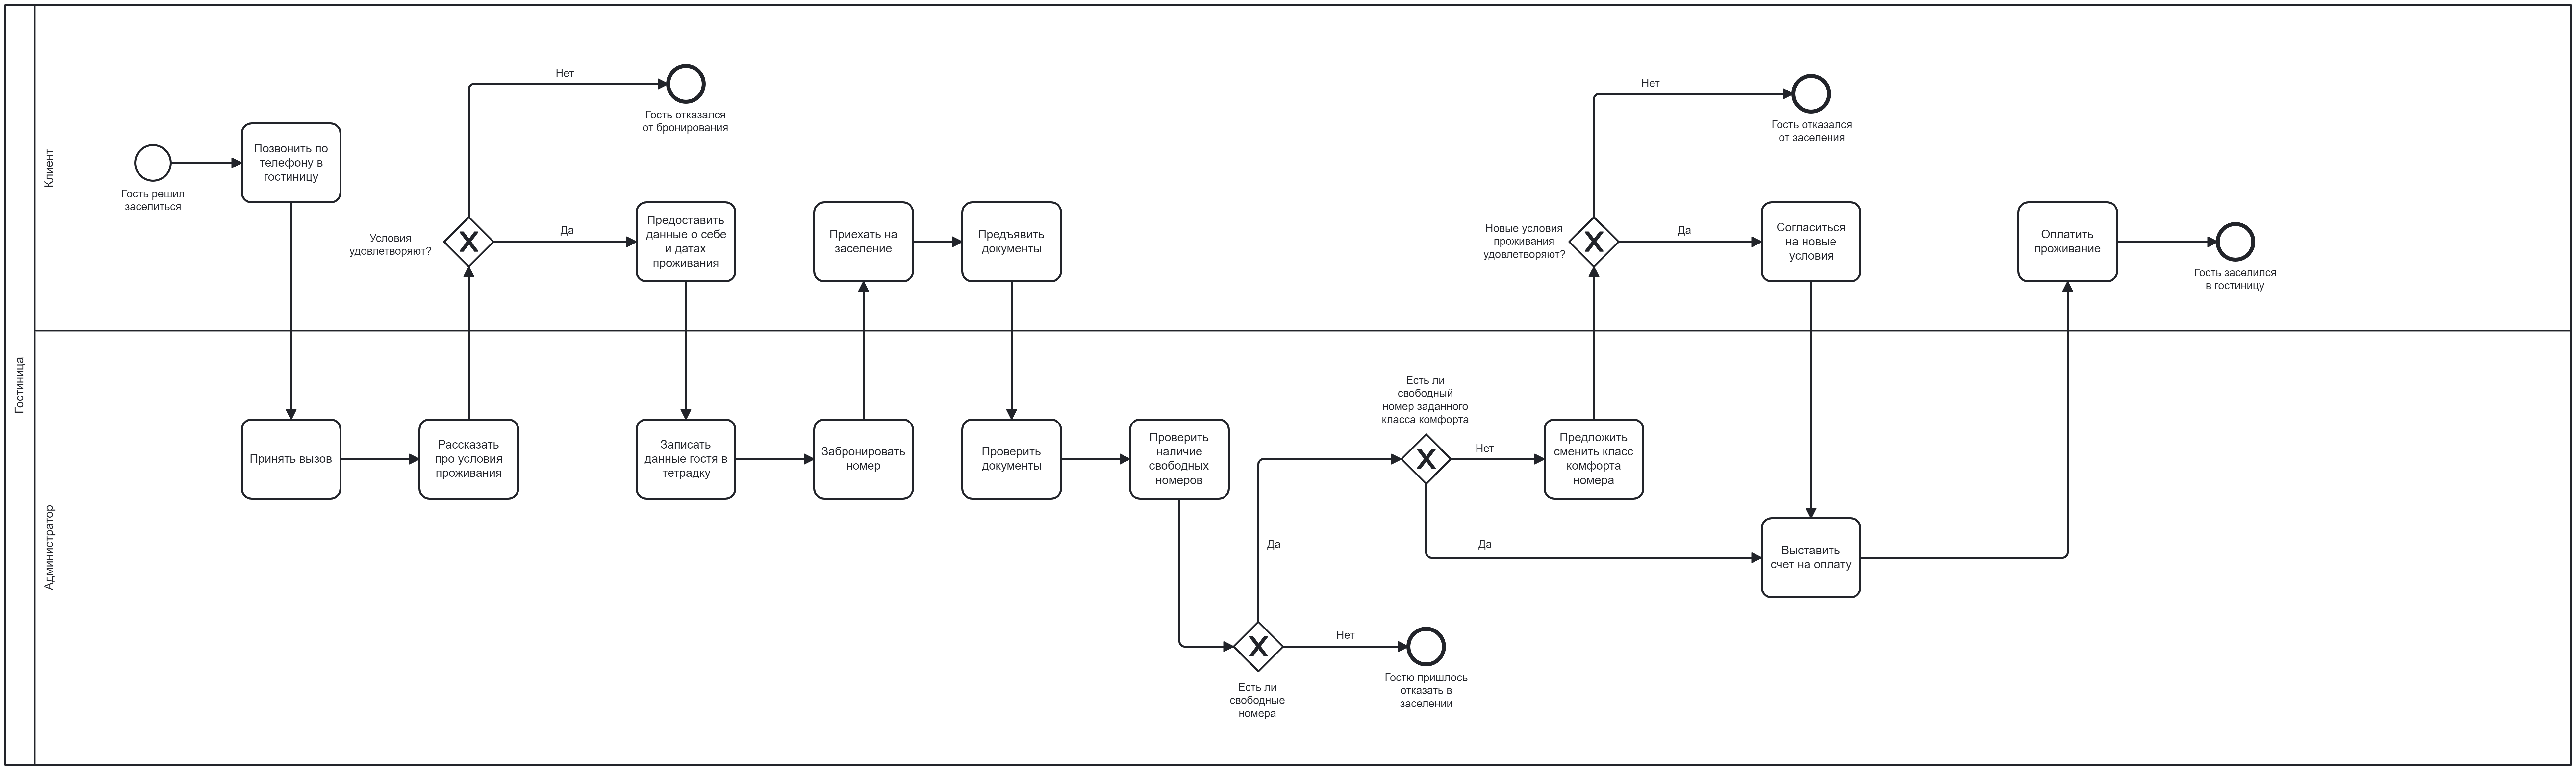 Гостиница
Клиент
Гость решил
заселиться
Позвонить по
телефону в
гостиницу
Условия
удовлетворяют?
Нет
Гость отказался
от бронирования
Да
Предоставить
данные о себе
и датах
проживания
Приехать на
заселение
Предъявить
документы
Новые условия
проживания
удовлетворяют?
Нет
Гость отказался
от заселения
Да
Согласиться
на новые
условия
Оплатить
проживание
Гость заселился
в гостиницу
Администратор
Принять вызов
Рассказать
про условия
проживания
Записать
данные гостя в
тетрадку
Забронировать
номер
Проверить
документы
Проверить
наличие
свободных
номеров
Есть ли
свободные
номера
Нет
Гостю пришлось
отказать в
заселении
Да
Есть ли
свободный
номер заданного
класса комфорта
Нет
Предложить
сменить класс
комфорта
номера
Да
Выставить
счет на оплату